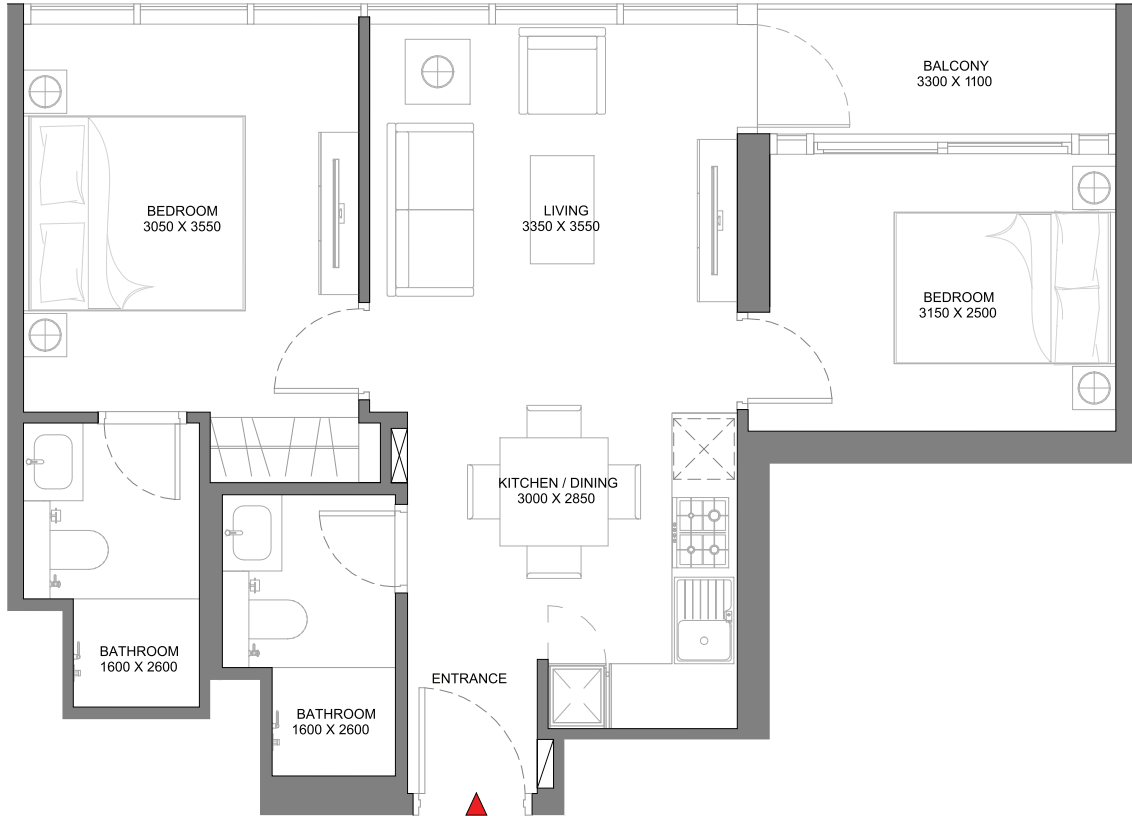 BALCONY
3300 X 1100
BEDROOM
3050 X 3550
LIVING
3350 X 3550
BEDROOM
3150 X 2500
KITCHEN / DINING
3000 X 2850
BATHROOM
1600 X 2600
ENTRANCE
BATHROOM
1600 X 2600